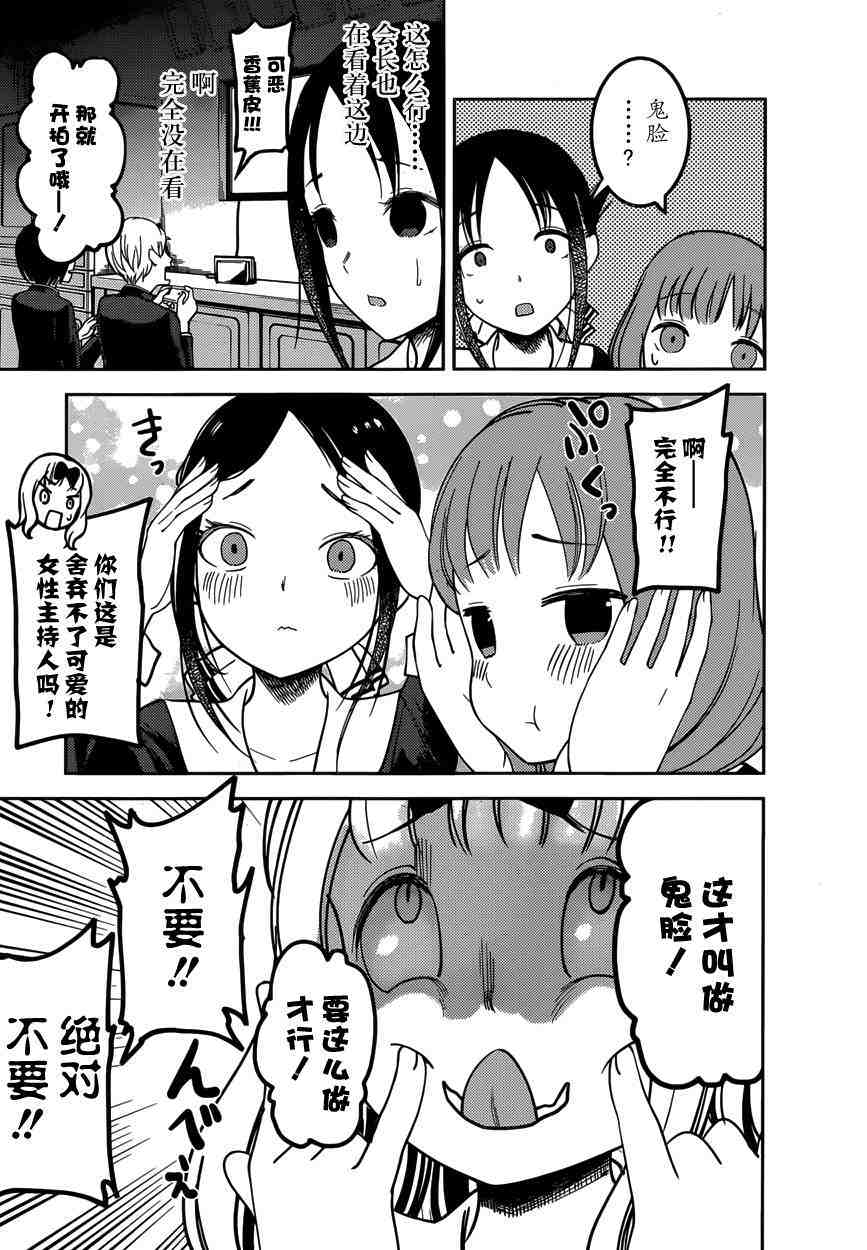 鬼脸
……?
这怎么行……
会长也
在看着这边
可恶
香蕉皮!!!
啊
完全没在看
那就
开拍了哦—!
ぷくっ
啊——
完全不行!!
きっ
你们这是
舍弃不了可爱的
女性主持人吗!
这才叫做
鬼脸!
要这么做
才行!
んべぇ
不要!!
绝对
不要!!